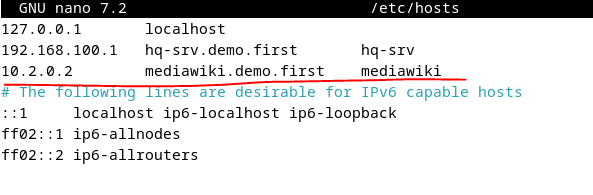 GNU nano 7.2 /etc/hosts
127.0.0.1 localhost
192.168.100.1 hq-srv.demo.first hq-srv
10.2.0.2 mediawiki.demo.first mediawiki
# The following lines are desirable for IPv6 capable hosts
::1 localhost ip6-localhost ip6-loopback
ff02::1 ip6-allnodes
ff02::2 ip6-allrouters